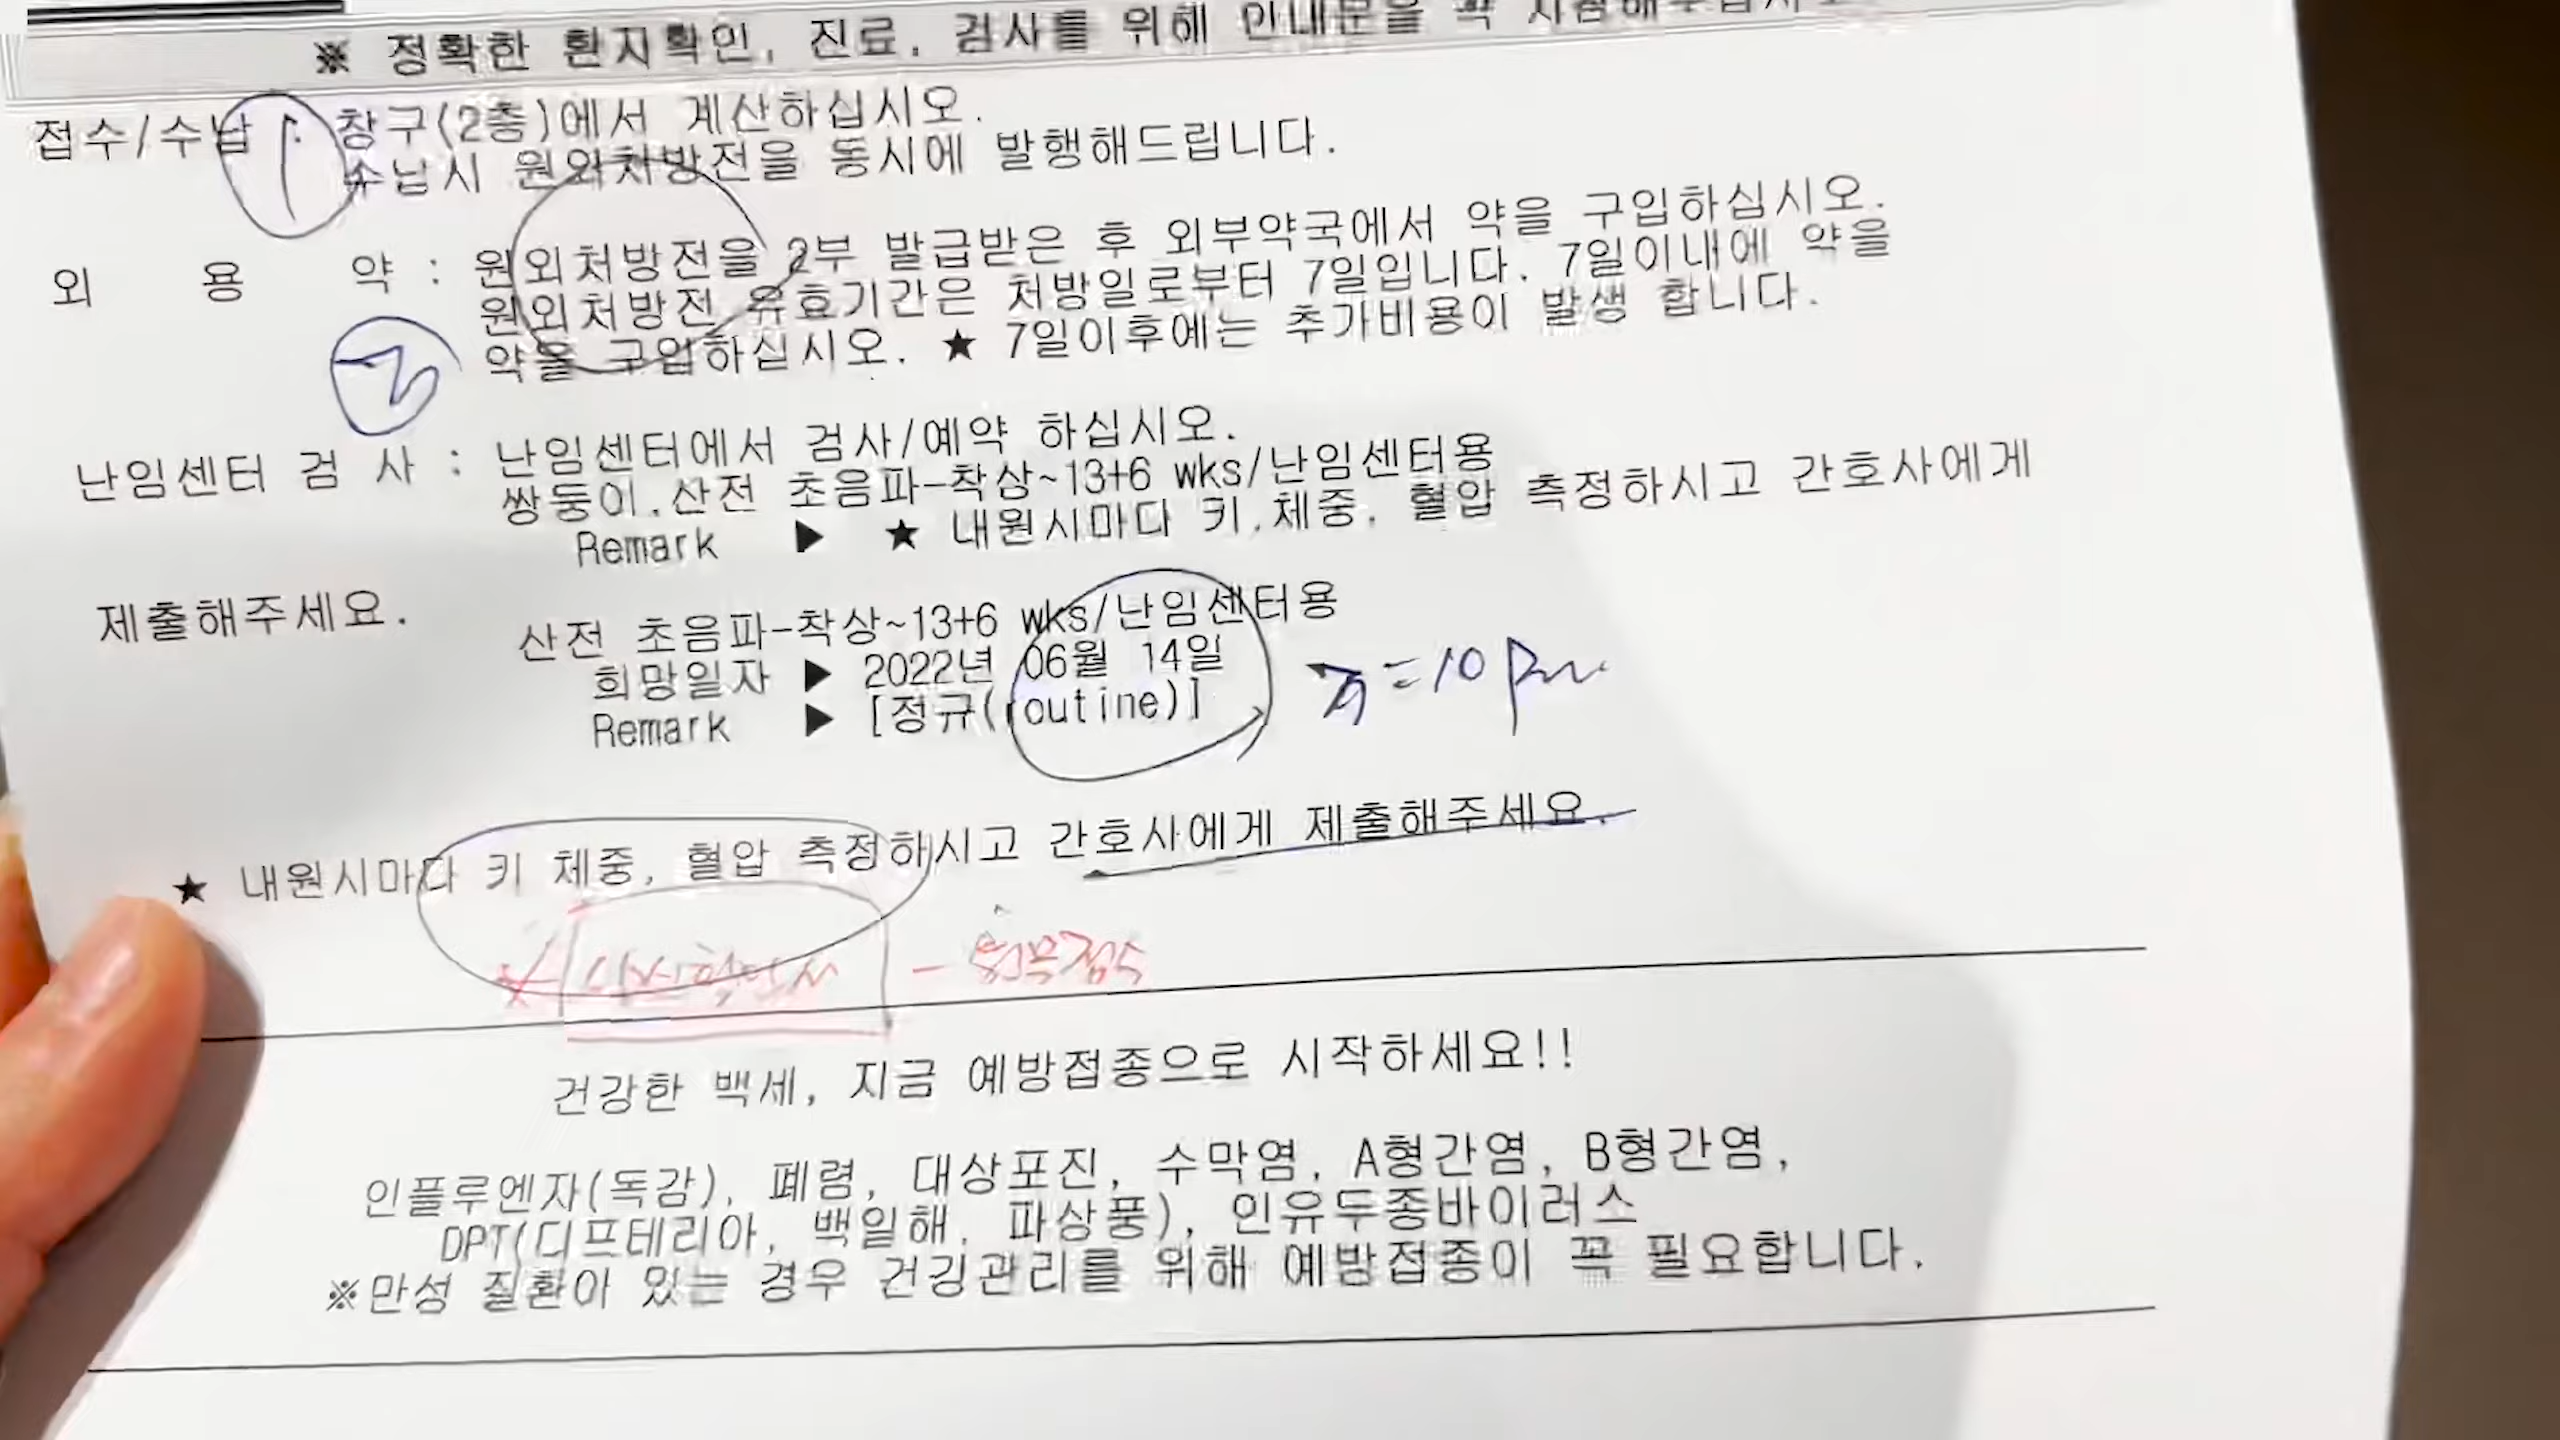 ※ 정확한 환자확인, 진료, 검사를 위해 안내문을 꼭
접수/수납 : 창구(2층)에서 계산하십시오.
수납시 원외처방전을 동시에 발행해드립니다.
1
외 용 약 : 원외처방전을 2부 발급받은 후 외부약국에서 약을 구입하십시오.
원외처방전 유효기간은 처방일로부터 7일입니다. 7일이내에 약을
약을 구입하십시오. ★ 7일이후에는 추가비용이 발생 합니다.
2
난임센터 검 사 : 난임센터에서 검사/예약 하십시오.
쌍둥이.산전 초음파-착상~13+6 wks/난임센터용
Remark ▶ ★ 내원시마다 키,체중, 혈압 측정하시고 간호사에게
제출해주세요.
산전 초음파-착상~13+6 wks/난임센터용
희망일자 ▶ 2022년 06월 14일
Remark ▶ [정규(routine)]
=10
★ 내원시마다 키 체중, 혈압 측정하시고 간호사에게 제출해주세요.
건강한 백세, 지금 예방접종으로 시작하세요!!
인플루엔자(독감), 폐렴, 대상포진, 수막염, A형간염, B형간염,
DPT(디프테리아, 백일해, 파상풍), 인유두종바이러스
※만성 질환아 있는 경우 건강관리를 위해 예방접종이 꼭 필요합니다.